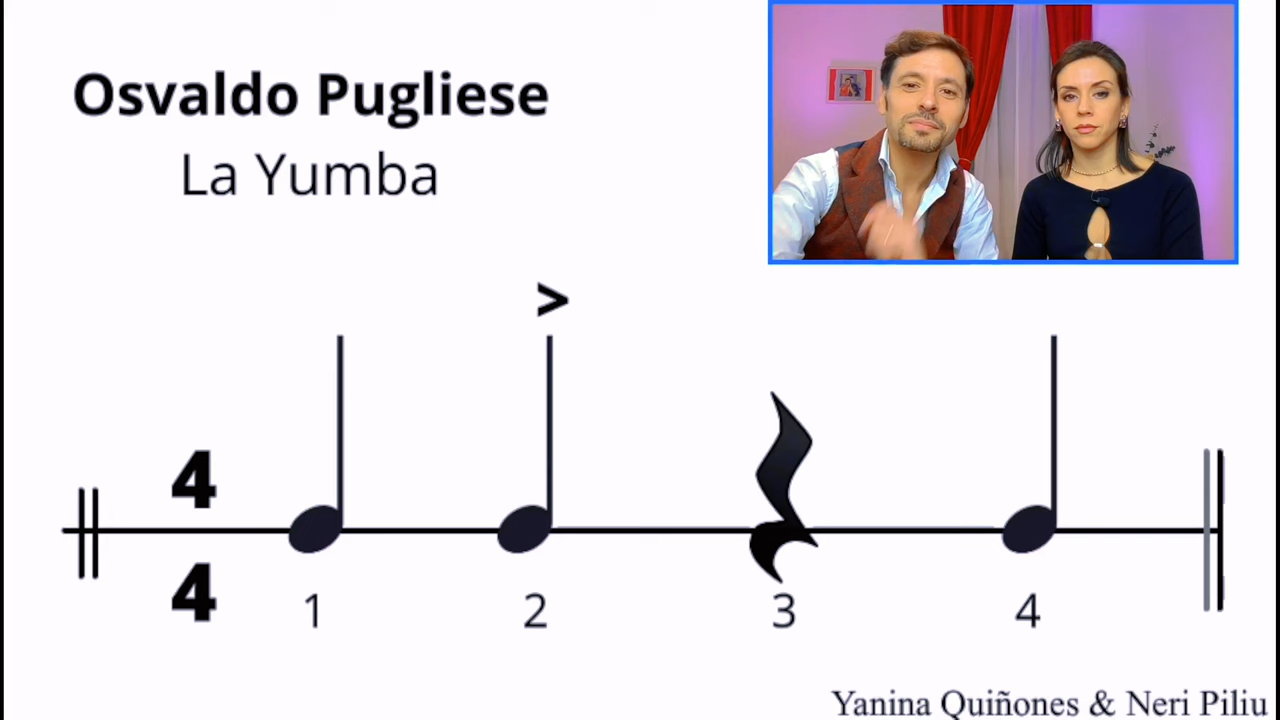 Osvaldo Pugliese
La Yumba
>
4
4
1 2 3 4
Yanina Quiñones & Neri Piliu